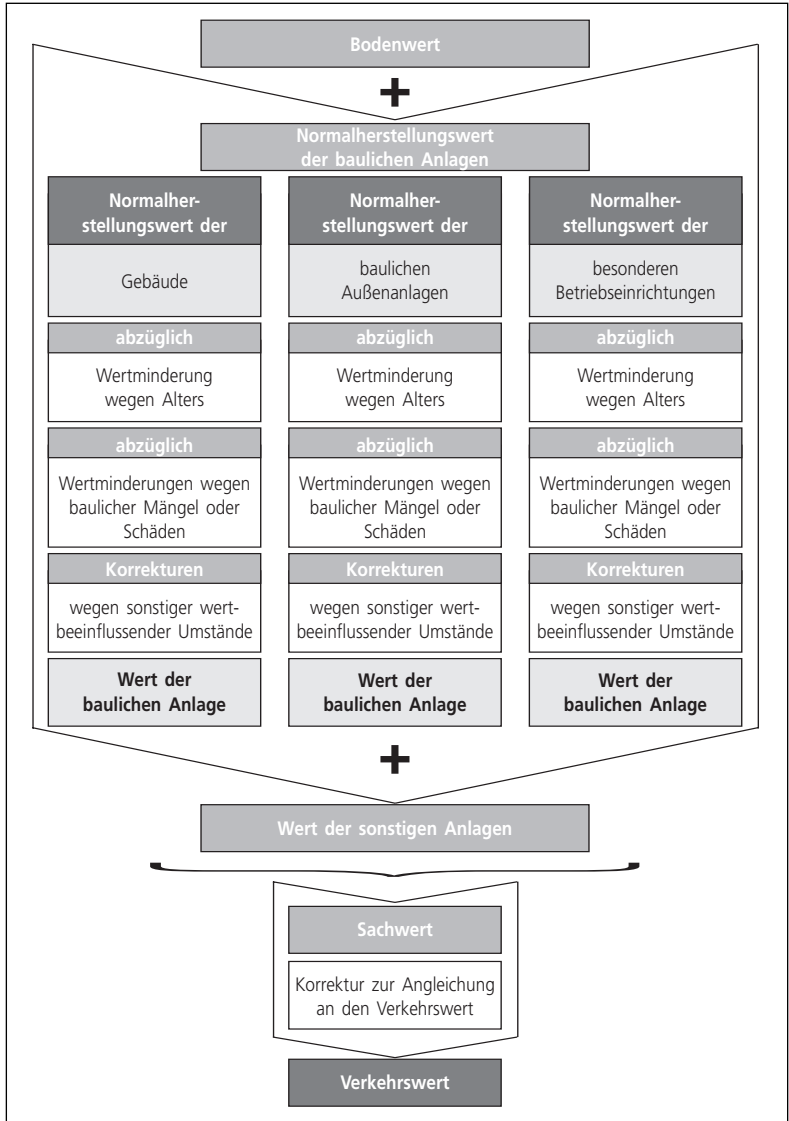 Bodenwert
+
Normalherstellungswert
der baulichen Anlagen
Normalher-
stellungswert der
Gebäude
abzüglich
Wertminderung
wegen Alters
abzüglich
Wertminderungen wegen
baulicher Mängel oder
Schäden
Korrekturen
wegen sonstiger wert-
beeinflussender Umstände
Wert der
baulichen Anlage
Normalher-
stellungswert der
baulichen
Außenanlagen
abzüglich
Wertminderung
wegen Alters
abzüglich
Wertminderungen wegen
baulicher Mängel oder
Schäden
Korrekturen
wegen sonstiger wert-
beeinflussender Umstände
Wert der
baulichen Anlage
Normalher-
stellungswert der
besonderen
Betriebseinrichtungen
abzüglich
Wertminderung
wegen Alters
abzüglich
Wertminderungen wegen
baulicher Mängel oder
Schäden
Korrekturen
wegen sonstiger wert-
beeinflussender Umstände
Wert der
baulichen Anlage
+
Wert der sonstigen Anlagen
Sachwert
Korrektur zur Angleichung
an den Verkehrswert
Verkehrswert